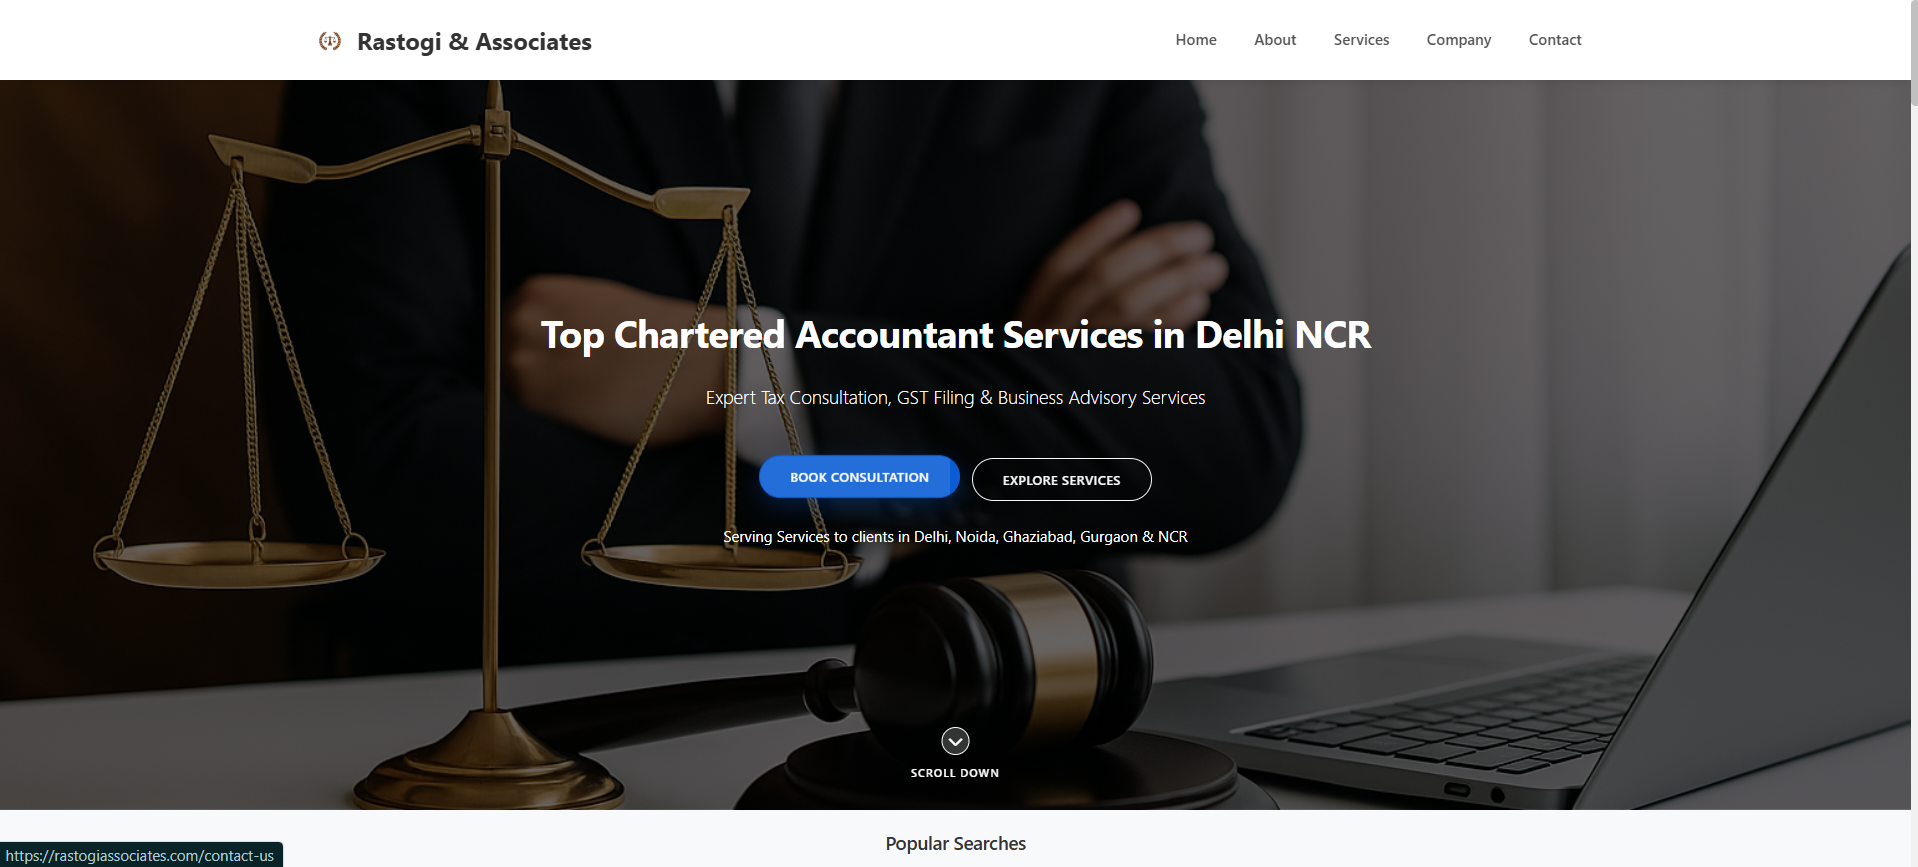 Rastogi & Associates
Home About Services Company Contact
Top Chartered Accountant Services in Delhi NCR
Expert Tax Consultation, GST Filing & Business Advisory Services
BOOK CONSULTATION EXPLORE SERVICES
Serving Services to clients in Delhi, Noida, Ghaziabad, Gurgaon & NCR
SCROLL DOWN
Popular Searches
https://rastogiassociates.com/contact-us